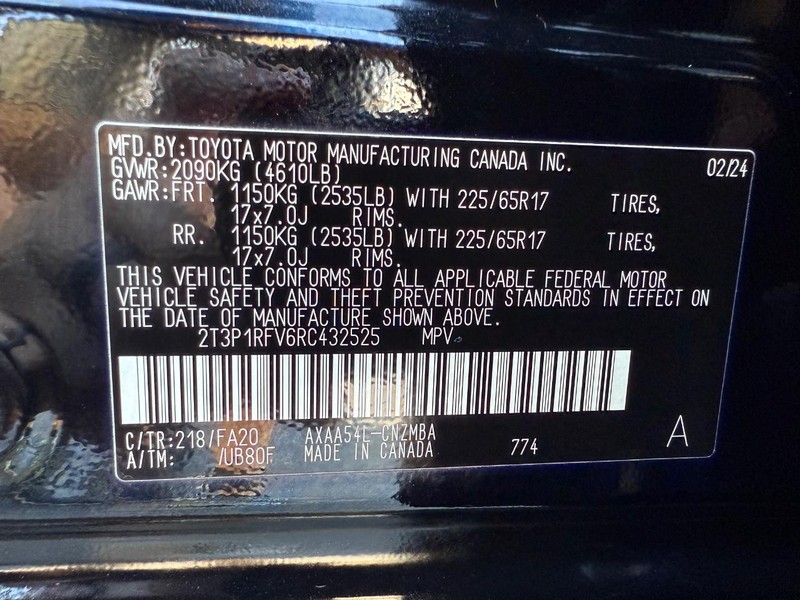 MFD.BY:TOYOTA MOTOR MANUFACTURING CANADA INC. 02/24
GVWR:2090KG (4610LB)
GAWR:FRT. 1150KG (2535LB) WITH 225/65R17 TIRES,
17x7.0J RIMS.
RR. 1150KG (2535LB) WITH 225/65R17 TIRES,
17x7.0J RIMS.
THIS VEHICLE CONFORMS TO ALL APPLICABLE FEDERAL MOTOR
VEHICLE SAFETY AND THEFT PREVENTION STANDARDS IN EFFECT ON
THE DATE OF MANUFACTURE SHOWN ABOVE.
2T3P1RFV6RC432525 MPV
C/TR:218/FA20 AXAA54L-CNZMBA
A/TM: /UB80F MADE IN CANADA 774 A